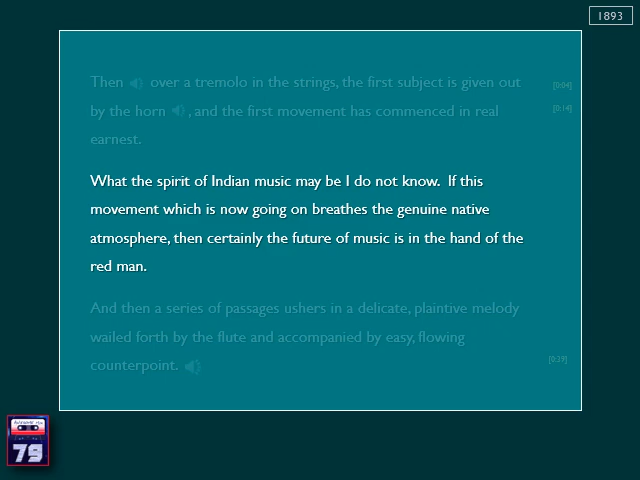 1893
Then over a tremolo in the strings, the first subject is given out
[0:04]
by the horn , and the first movement has commenced in real
[0:14]
earnest.
What the spirit of Indian music may be I do not know. If this
movement which is now going on breathes the genuine native
atmosphere, then certainly the future of music is in the hand of the
red man.
And then a series of passages ushers in a delicate, plaintive melody
wailed forth by the flute and accompanied by easy, flowing
counterpoint.
[0:39]
79